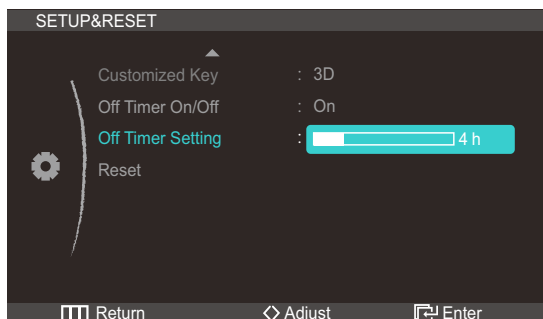 SETUP&RESET
Customized Key : 3D
Off Timer On/Off : On
Off Timer Setting : 4 h
Reset
Return Adjust Enter